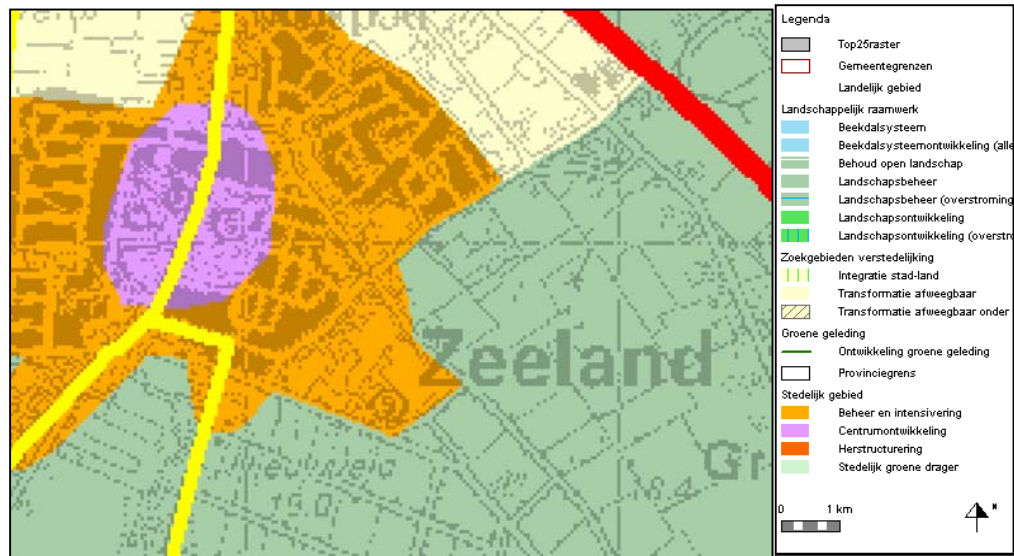 Zeeland
Gr
Legenda
Top25raster
Gemeentegrenzen
Landelijk gebied
Landschappelijk raamwerk
Beekdalsysteem
Beekdalsysteemontwikkeling (alle
Behoud open landschap
Landschapsbeheer
Landschapsbeheer (overstroming
Landschapsontwikkeling
Landschapsontwikkeling (overstro
Zoekgebieden verstedelijking
Integratie stad-land
Transformatie afweegbaar
Transformatie afweegbaar onder
Groene geleding
Ontwikkeling groene geleding
Provinciegrens
Stedelijk gebied
Beheer en intensivering
Centrumontwikkeling
Herstructurering
Stedelijk groene drager
0 1 km
N